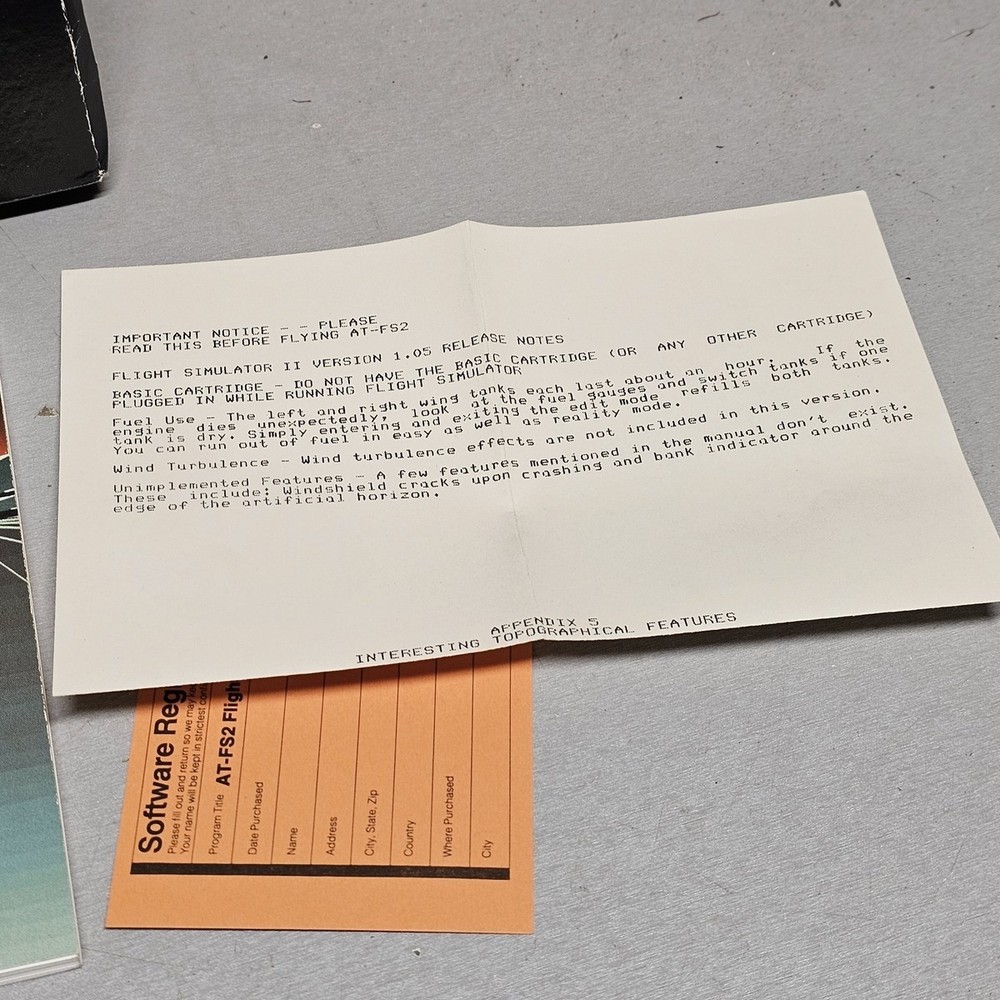 IMPORTANT NOTICE - - PLEASE
READ THIS BEFORE FLYING AT-FS2
FLIGHT SIMULATOR II VERSION 1.05 RELEASE NOTES
BASIC CARTRIDGE - DO NOT HAVE THE BASIC CARTRIDGE (OR ANY OTHER CARTRIDGE)
PLUGGED IN WHILE RUNNING FLIGHT SIMULATOR
Fuel Use - The left and right wing tanks each last about an hour. If the
engine dies unexpectedly, look at the fuel gauges and switch tanks if one
tank is dry. Simply entering and exiting the edit mode refills both tanks.
You can run out of fuel in easy as well as reality mode.
Wind Turbulence - Wind turbulence effects are not included in this version.
Unimplemented Features - A few features mentioned in the manual don't exist.
These include: Windshield cracks upon crashing and bank indicator around the
edge of the artificial horizon.
APPENDIX 5
INTERESTING TOPOGRAPHICAL FEATURES
Software Reg
Please fill out and return so we may
Your name will be kept in strictest
Program Title AT-FS2 Fligh
Date Purchased
Name
Address
City, State, Zip
Country
Where Purchased
City